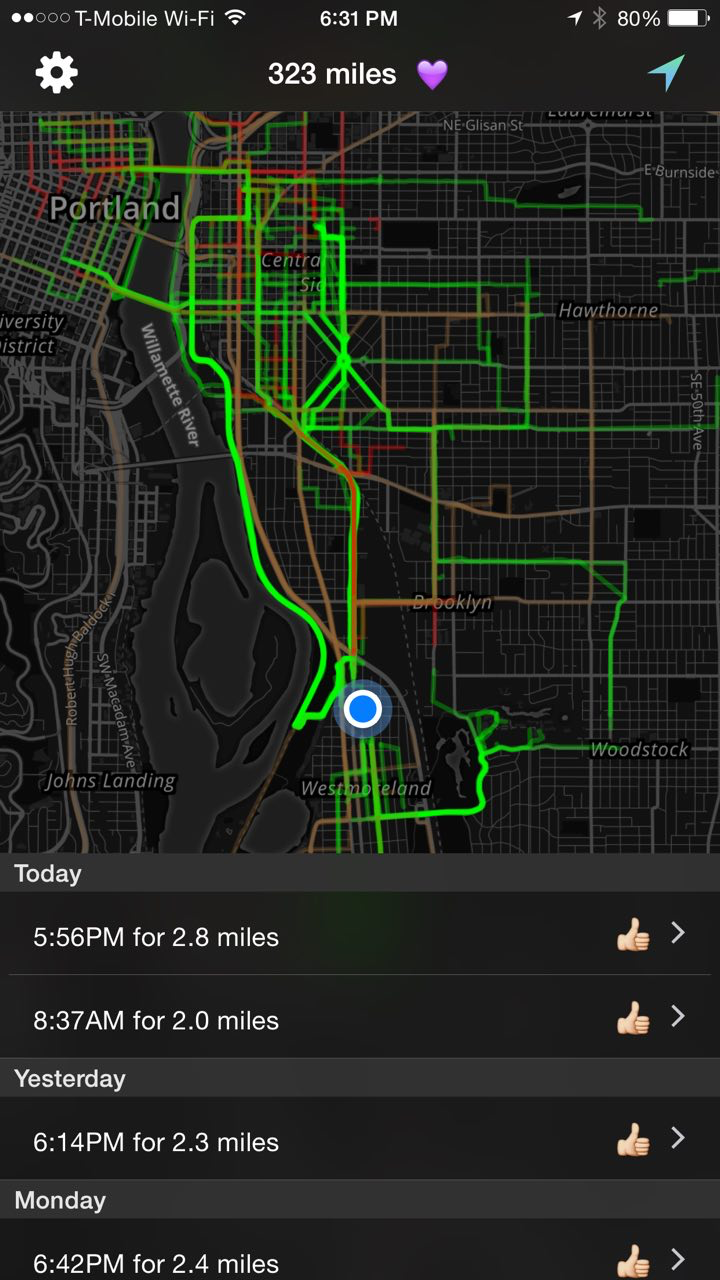 T-Mobile Wi-Fi 6:31 PM 80%
323 miles
Laurelhurst
NE Glisan St
E Burnside
Portland
Central
Hawthorne
iversity
istrict
Willamette River
SE 50th Ave
Brooklyn
Robert Hugh Baldock
SW Macadam Ave
Woodstock
Johns Landing
Westmoreland
Today
5:56PM for 2.8 miles
8:37AM for 2.0 miles
Yesterday
6:14PM for 2.3 miles
Monday
6:42PM for 2.4 miles